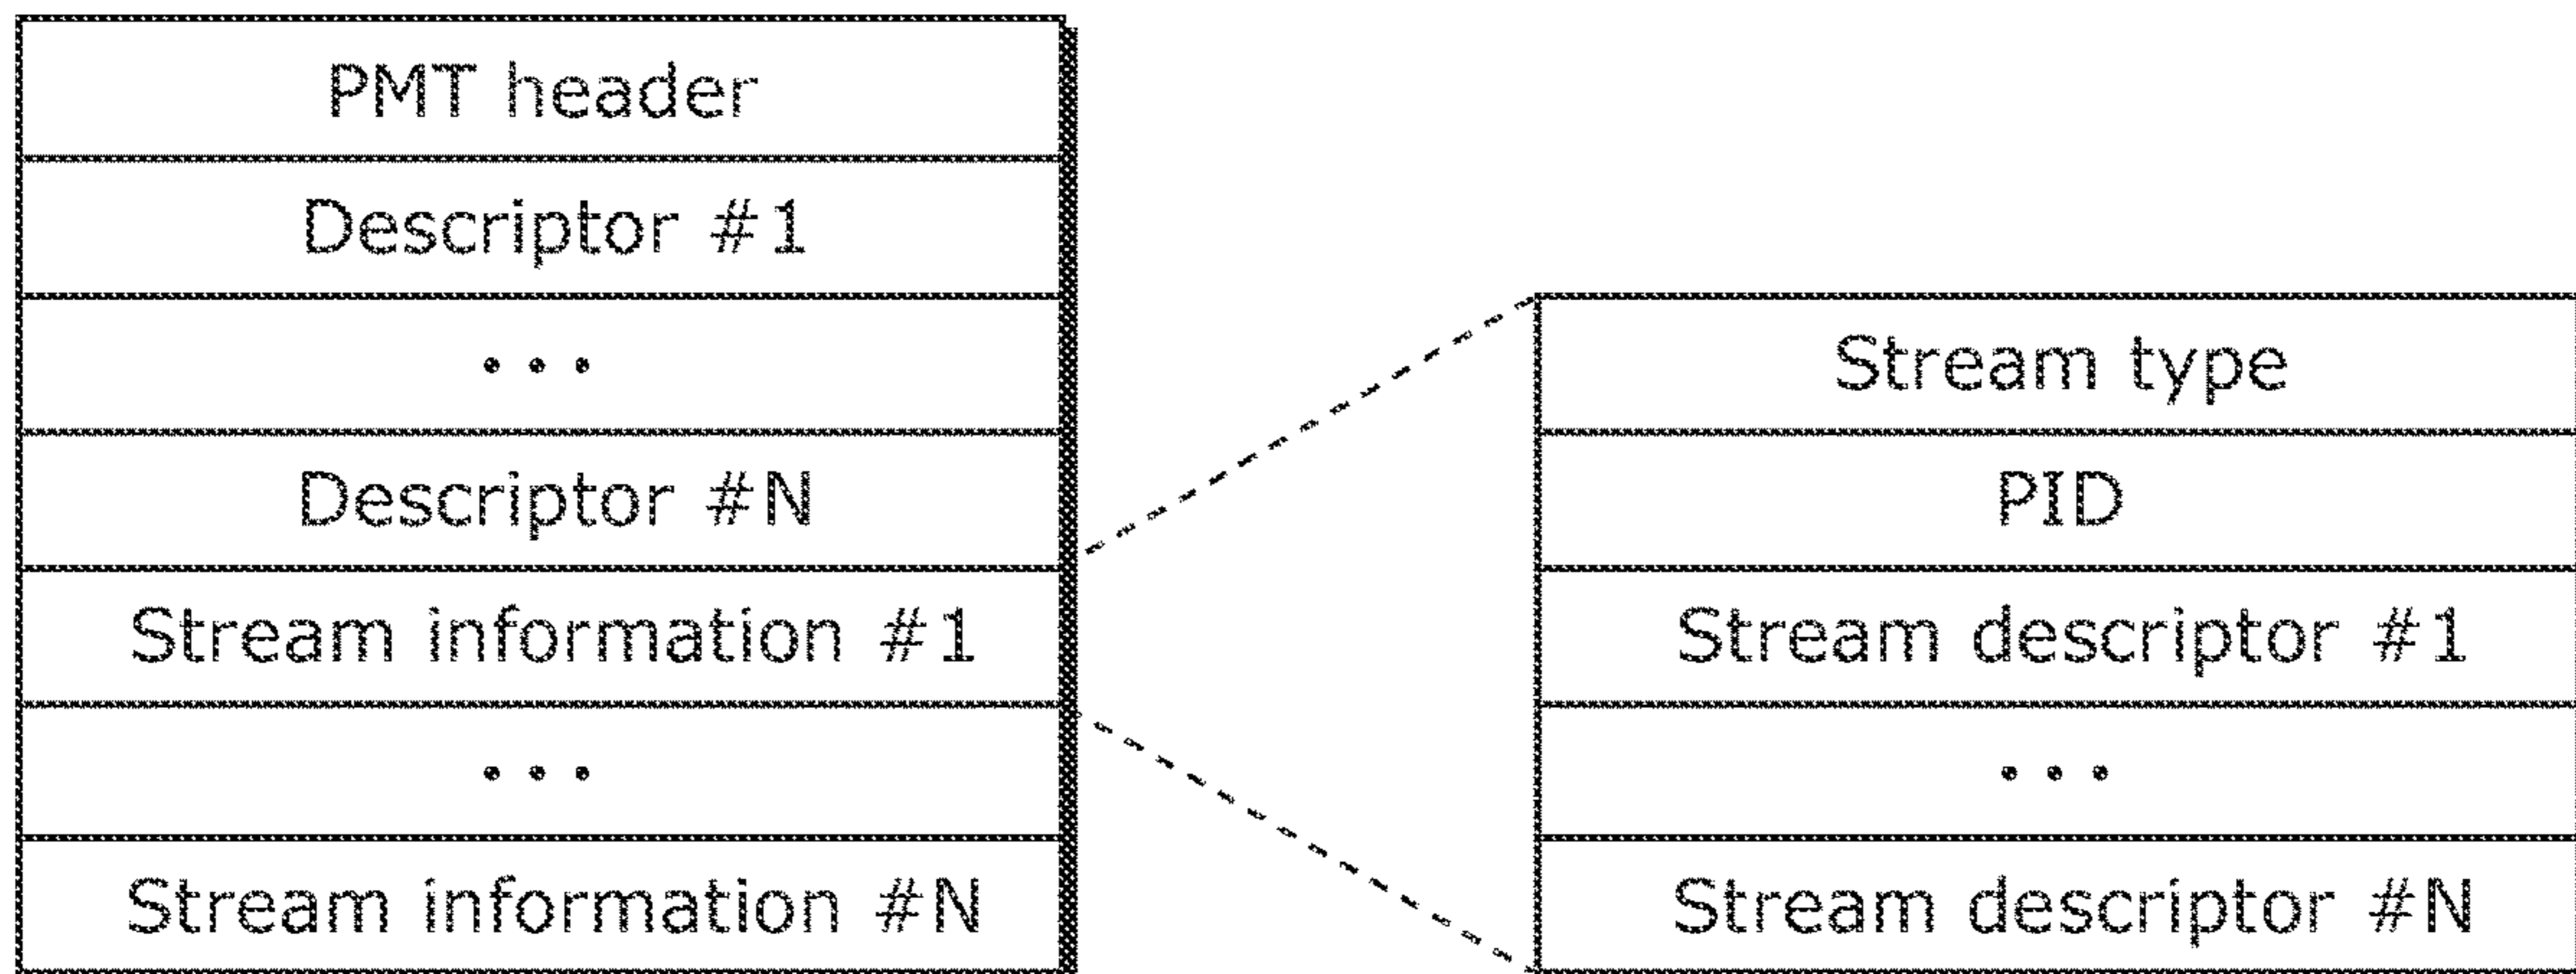 PMT header
Descriptor #1
...
Descriptor #N
Stream information #1
...
Stream information #N
Stream type
PID
Stream descriptor #1
...
Stream descriptor #N